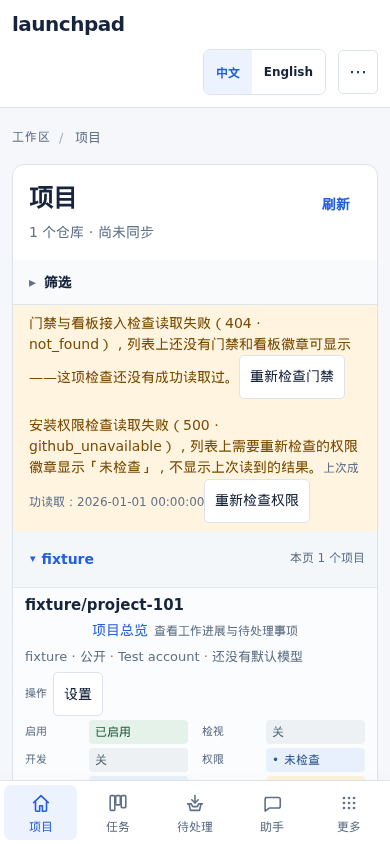 launchpad
中文 English ⋯
工作区 / 项目
项目
刷新
1 个仓库 · 尚未同步
▸ 筛选
门禁与看板接入检查读取失败（404 ·
not_found），列表上还没有门禁和看板徽章可显示
——这项检查还没有成功读取过。 重新检查门禁
安装权限检查读取失败（500 ·
github_unavailable），列表上需要重新检查的权限
徽章显示「未检查」，不显示上次读到的结果。上次成
功读取：2026-01-01 00:00:00 重新检查权限
▾ fixture 本页 1 个项目
fixture/project-101
项目总览 查看工作进展与待处理事项
fixture · 公开 · Test account · 还没有默认模型
操作 设置
启用 已启用 检视 关
开发 关 权限 • 未检查
项目 任务 待处理 助手 更多